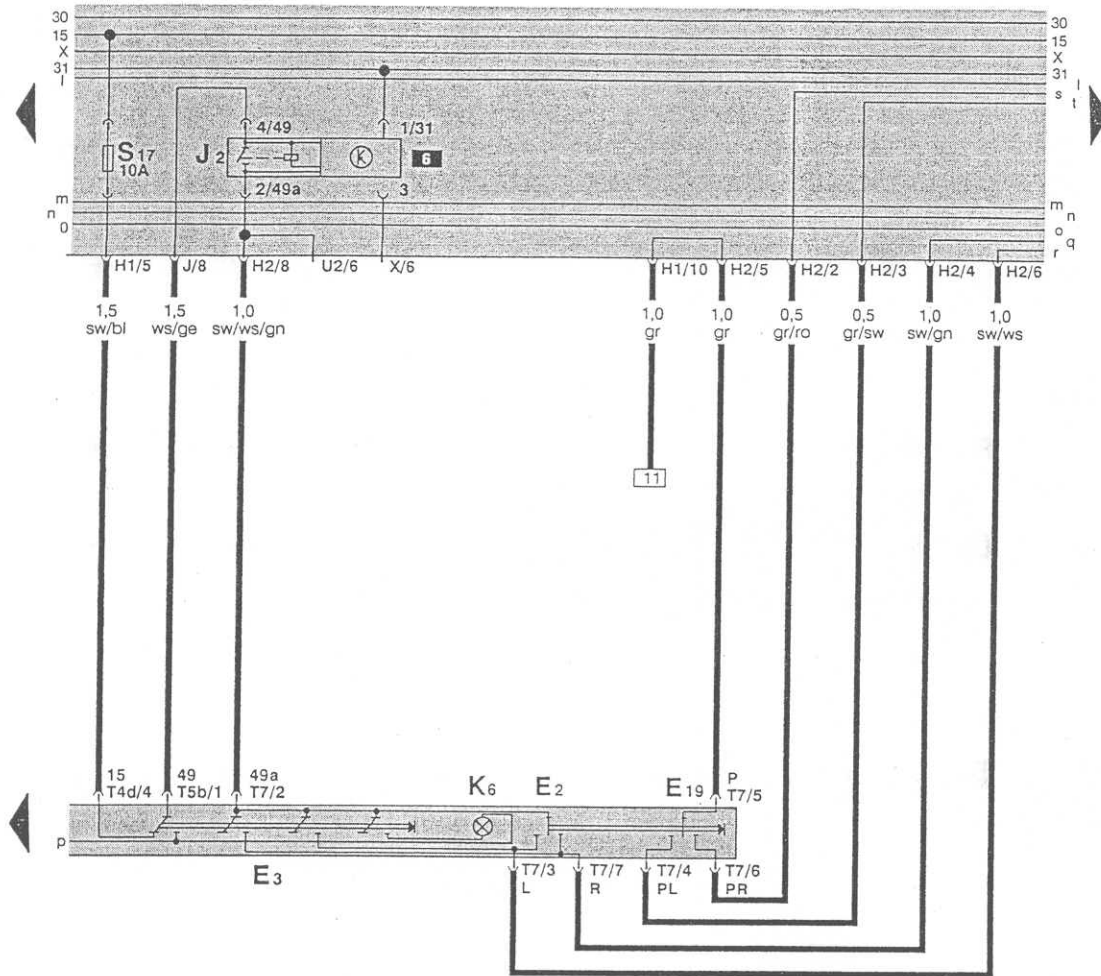 30 30
15 15
X X
31 31
l l
s
t
4/49 1/31
S17 J2 K 6
10A
2/49a 3
m m
n n
o o
q
r
H1/5 J/8 H2/8 U2/6 X/6 H1/10 H2/5 H2/2 H2/3 H2/4 H2/6
1,5 1,5 1,0 1,0 1,0 0,5 0,5 1,0 1,0
sw/bl ws/ge sw/ws/gn gr gr gr/ro gr/sw sw/gn sw/ws
11
15 49 49a K6 E2 E19 P
T4d/4 T5b/1 T7/2 T7/5
p
E3 T7/3 T7/7 T7/4 T7/6
L R PL PR